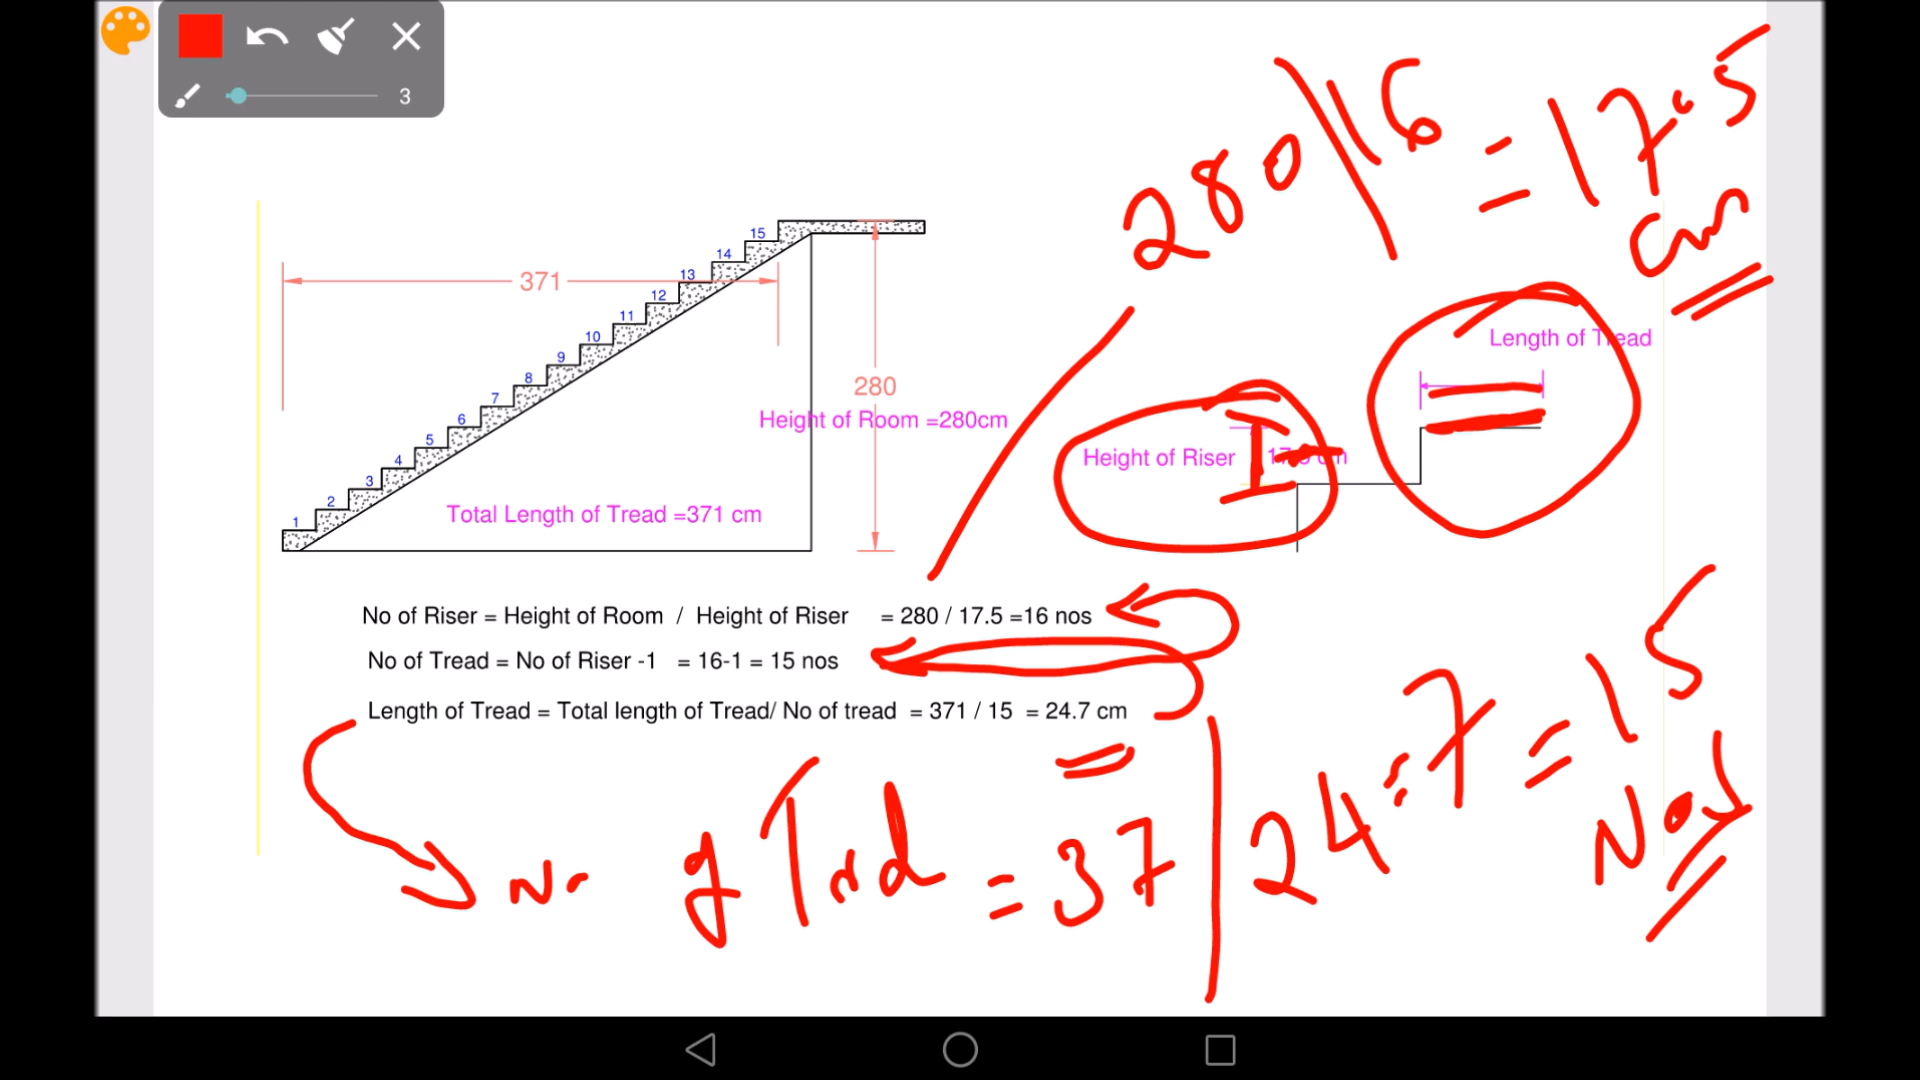 3
280/16 = 17.5
cm
371
1
2
3
4
5
6
7
8
9
10
11
12
13
14
15
280
Height of Room =280cm
Total Length of Tread =371 cm
Length of Tread
Height of Riser
No of Riser = Height of Room / Height of Riser = 280 / 17.5 =16 nos
No of Tread = No of Riser -1 = 16-1 = 15 nos
Length of Tread = Total length of Tread/ No of tread = 371 / 15 = 24.7 cm
= 37 | 24.7 = 15
Nos